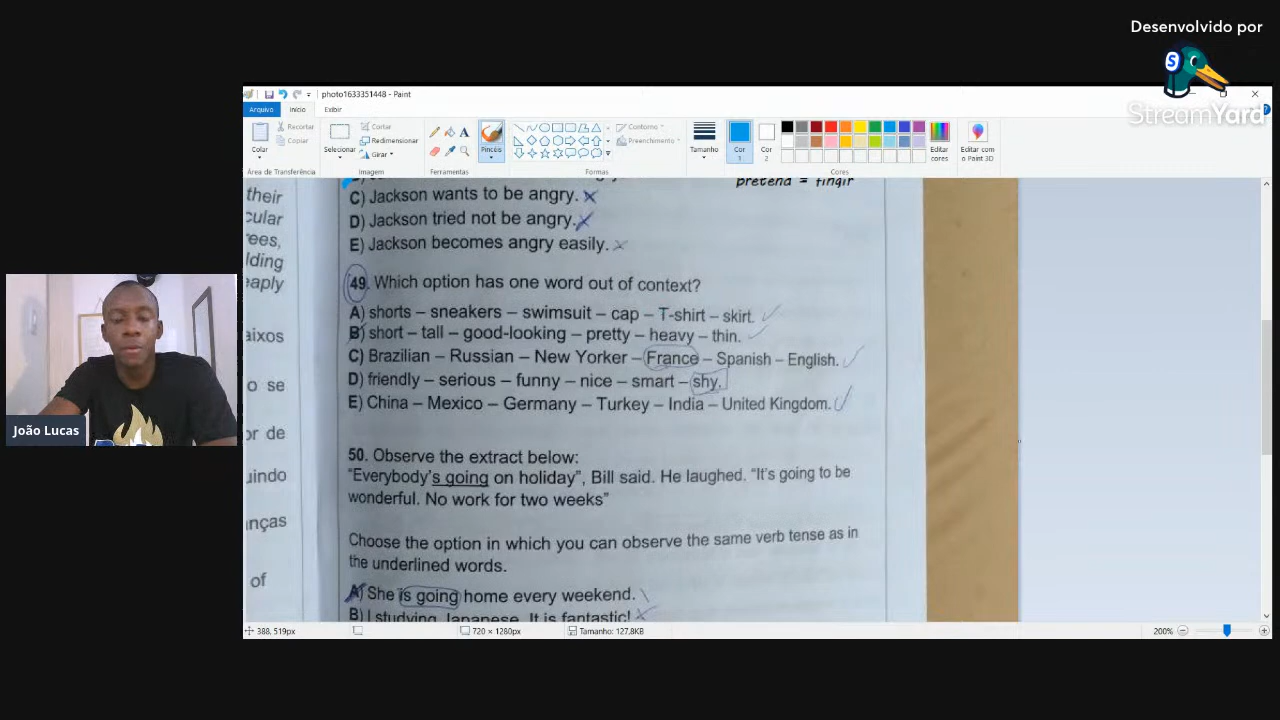 Desenvolvido por
StreamYard
photo1633351448 - Paint
Arquivo
Início
Exibir
Colar
Recortar
Copiar
Área de Transferência
Selecionar
Cortar
Redimensionar
Girar
Imagem
Ferramentas
Pincéis
Formas
Contorno
Preenchimento
Tamanho
Cor 1
Cor 2
Cores
Editar cores
Editar com o Paint 3D
pretend = fingir
their
cular
ees,
lding
eaply
aixos
o se
or de
uindo
nças
of
C) Jackson wants to be angry.
D) Jackson tried not be angry.
E) Jackson becomes angry easily.
49. Which option has one word out of context?
A) shorts – sneakers – swimsuit – cap – T-shirt – skirt.
B) short – tall – good-looking – pretty – heavy – thin.
C) Brazilian – Russian – New Yorker – France – Spanish – English.
D) friendly – serious – funny – nice – smart – shy.
E) China – Mexico – Germany – Turkey – India – United Kingdom.
50. Observe the extract below:
“Everybody's going on holiday”, Bill said. He laughed. “It's going to be
wonderful. No work for two weeks”
Choose the option in which you can observe the same verb tense as in
the underlined words.
A) She is going home every weekend.
B) I studying Japanese. It is fantastic!
João Lucas
388, 519px
720 × 1280px
Tamanho: 127,8KB
200%